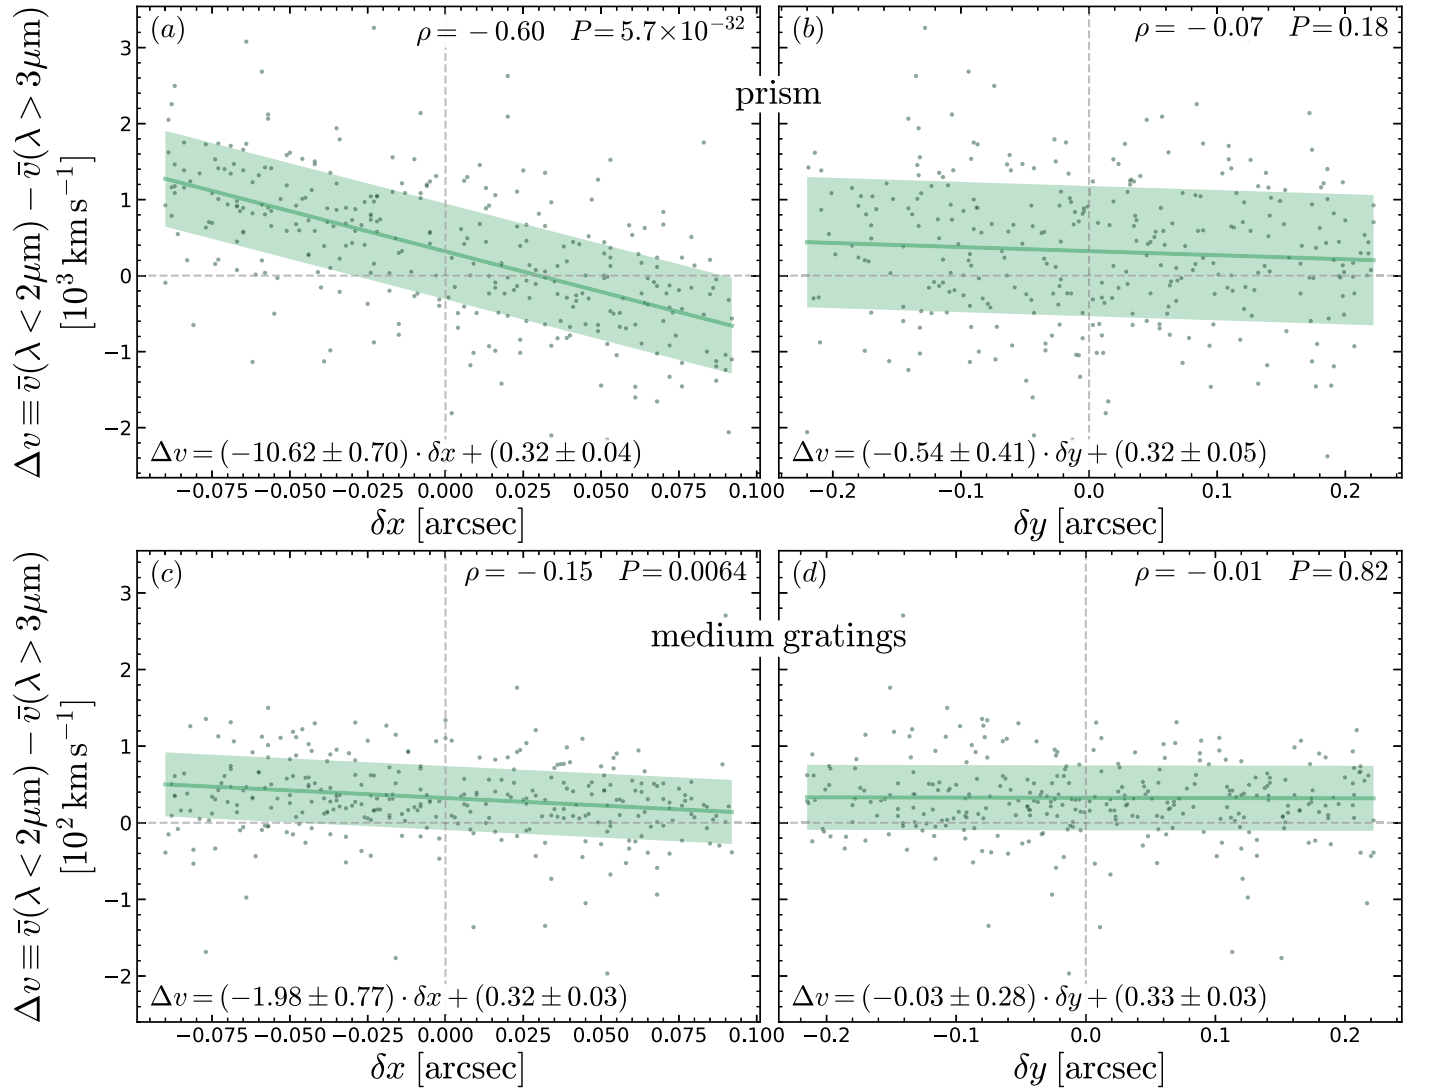 (a) ρ = −0.60 P = 5.7×10⁻³²
(b) ρ = −0.07 P = 0.18
prism
Δv ≡ v̄(λ < 2μm) − v̄(λ > 3μm)
[10³ km s⁻¹]
3
2
1
0
−1
−2
Δv = (−10.62 ± 0.70) · δx + (0.32 ± 0.04)
Δv = (−0.54 ± 0.41) · δy + (0.32 ± 0.05)
−0.075 −0.050 −0.025 0.000 0.025 0.050 0.075 0.100
−0.2 −0.1 0.0 0.1 0.2
δx [arcsec]
δy [arcsec]
(c) ρ = −0.15 P = 0.0064
(d) ρ = −0.01 P = 0.82
medium gratings
Δv ≡ v̄(λ < 2μm) − v̄(λ > 3μm)
[10² km s⁻¹]
3
2
1
0
−1
−2
Δv = (−1.98 ± 0.77) · δx + (0.32 ± 0.03)
Δv = (−0.03 ± 0.28) · δy + (0.33 ± 0.03)
−0.075 −0.050 −0.025 0.000 0.025 0.050 0.075 0.100
−0.2 −0.1 0.0 0.1 0.2
δx [arcsec]
δy [arcsec]